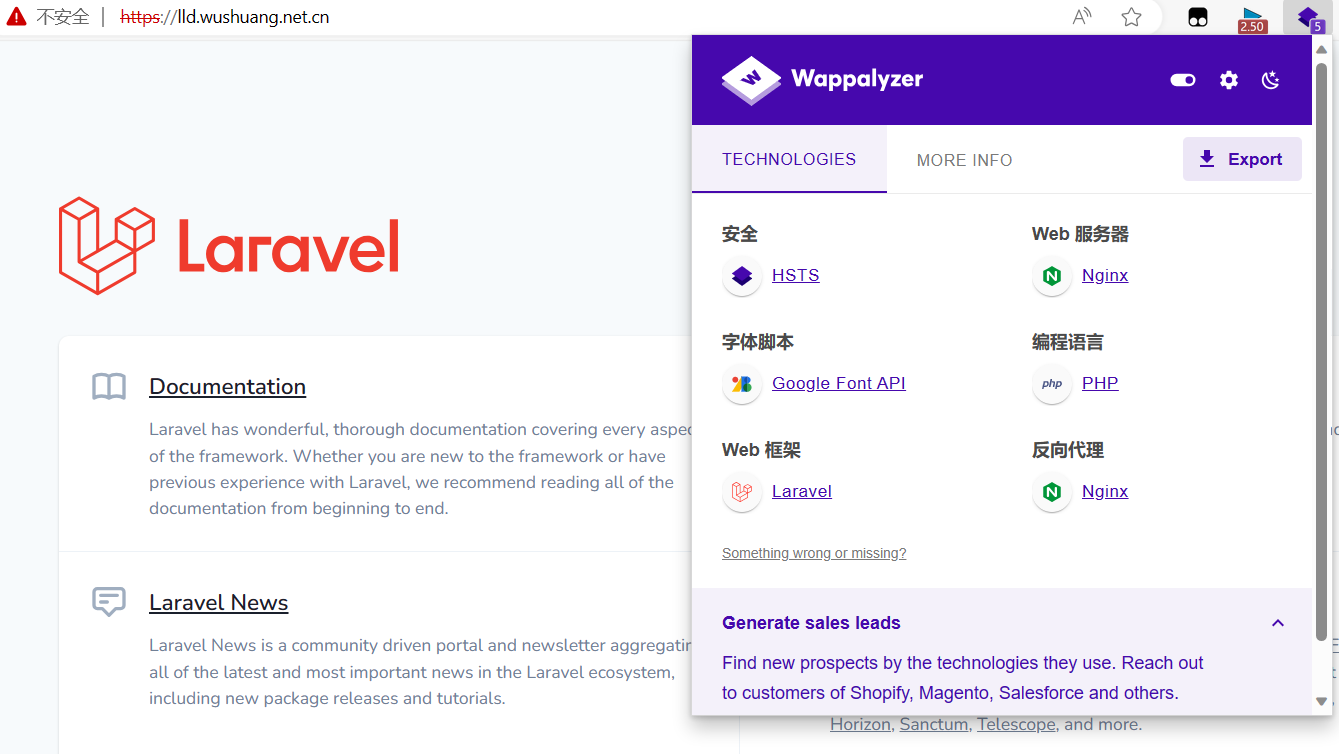 不安全 | https://lld.wushuang.net.cn
2.50
5
Laravel
Documentation
Laravel has wonderful, thorough documentation covering every aspec
of the framework. Whether you are new to the framework or have
previous experience with Laravel, we recommend reading all of the
documentation from beginning to end.
Laravel News
Laravel News is a community driven portal and newsletter aggregatin
all of the latest and most important news in the Laravel ecosystem,
including new package releases and tutorials.
Wappalyzer
TECHNOLOGIES
MORE INFO
Export
安全
Web 服务器
HSTS
Nginx
字体脚本
编程语言
Google Font API
PHP
Web 框架
反向代理
Laravel
Nginx
Something wrong or missing?
Generate sales leads
Find new prospects by the technologies they use. Reach out
to customers of Shopify, Magento, Salesforce and others.
Horizon, Sanctum, Telescope, and more.